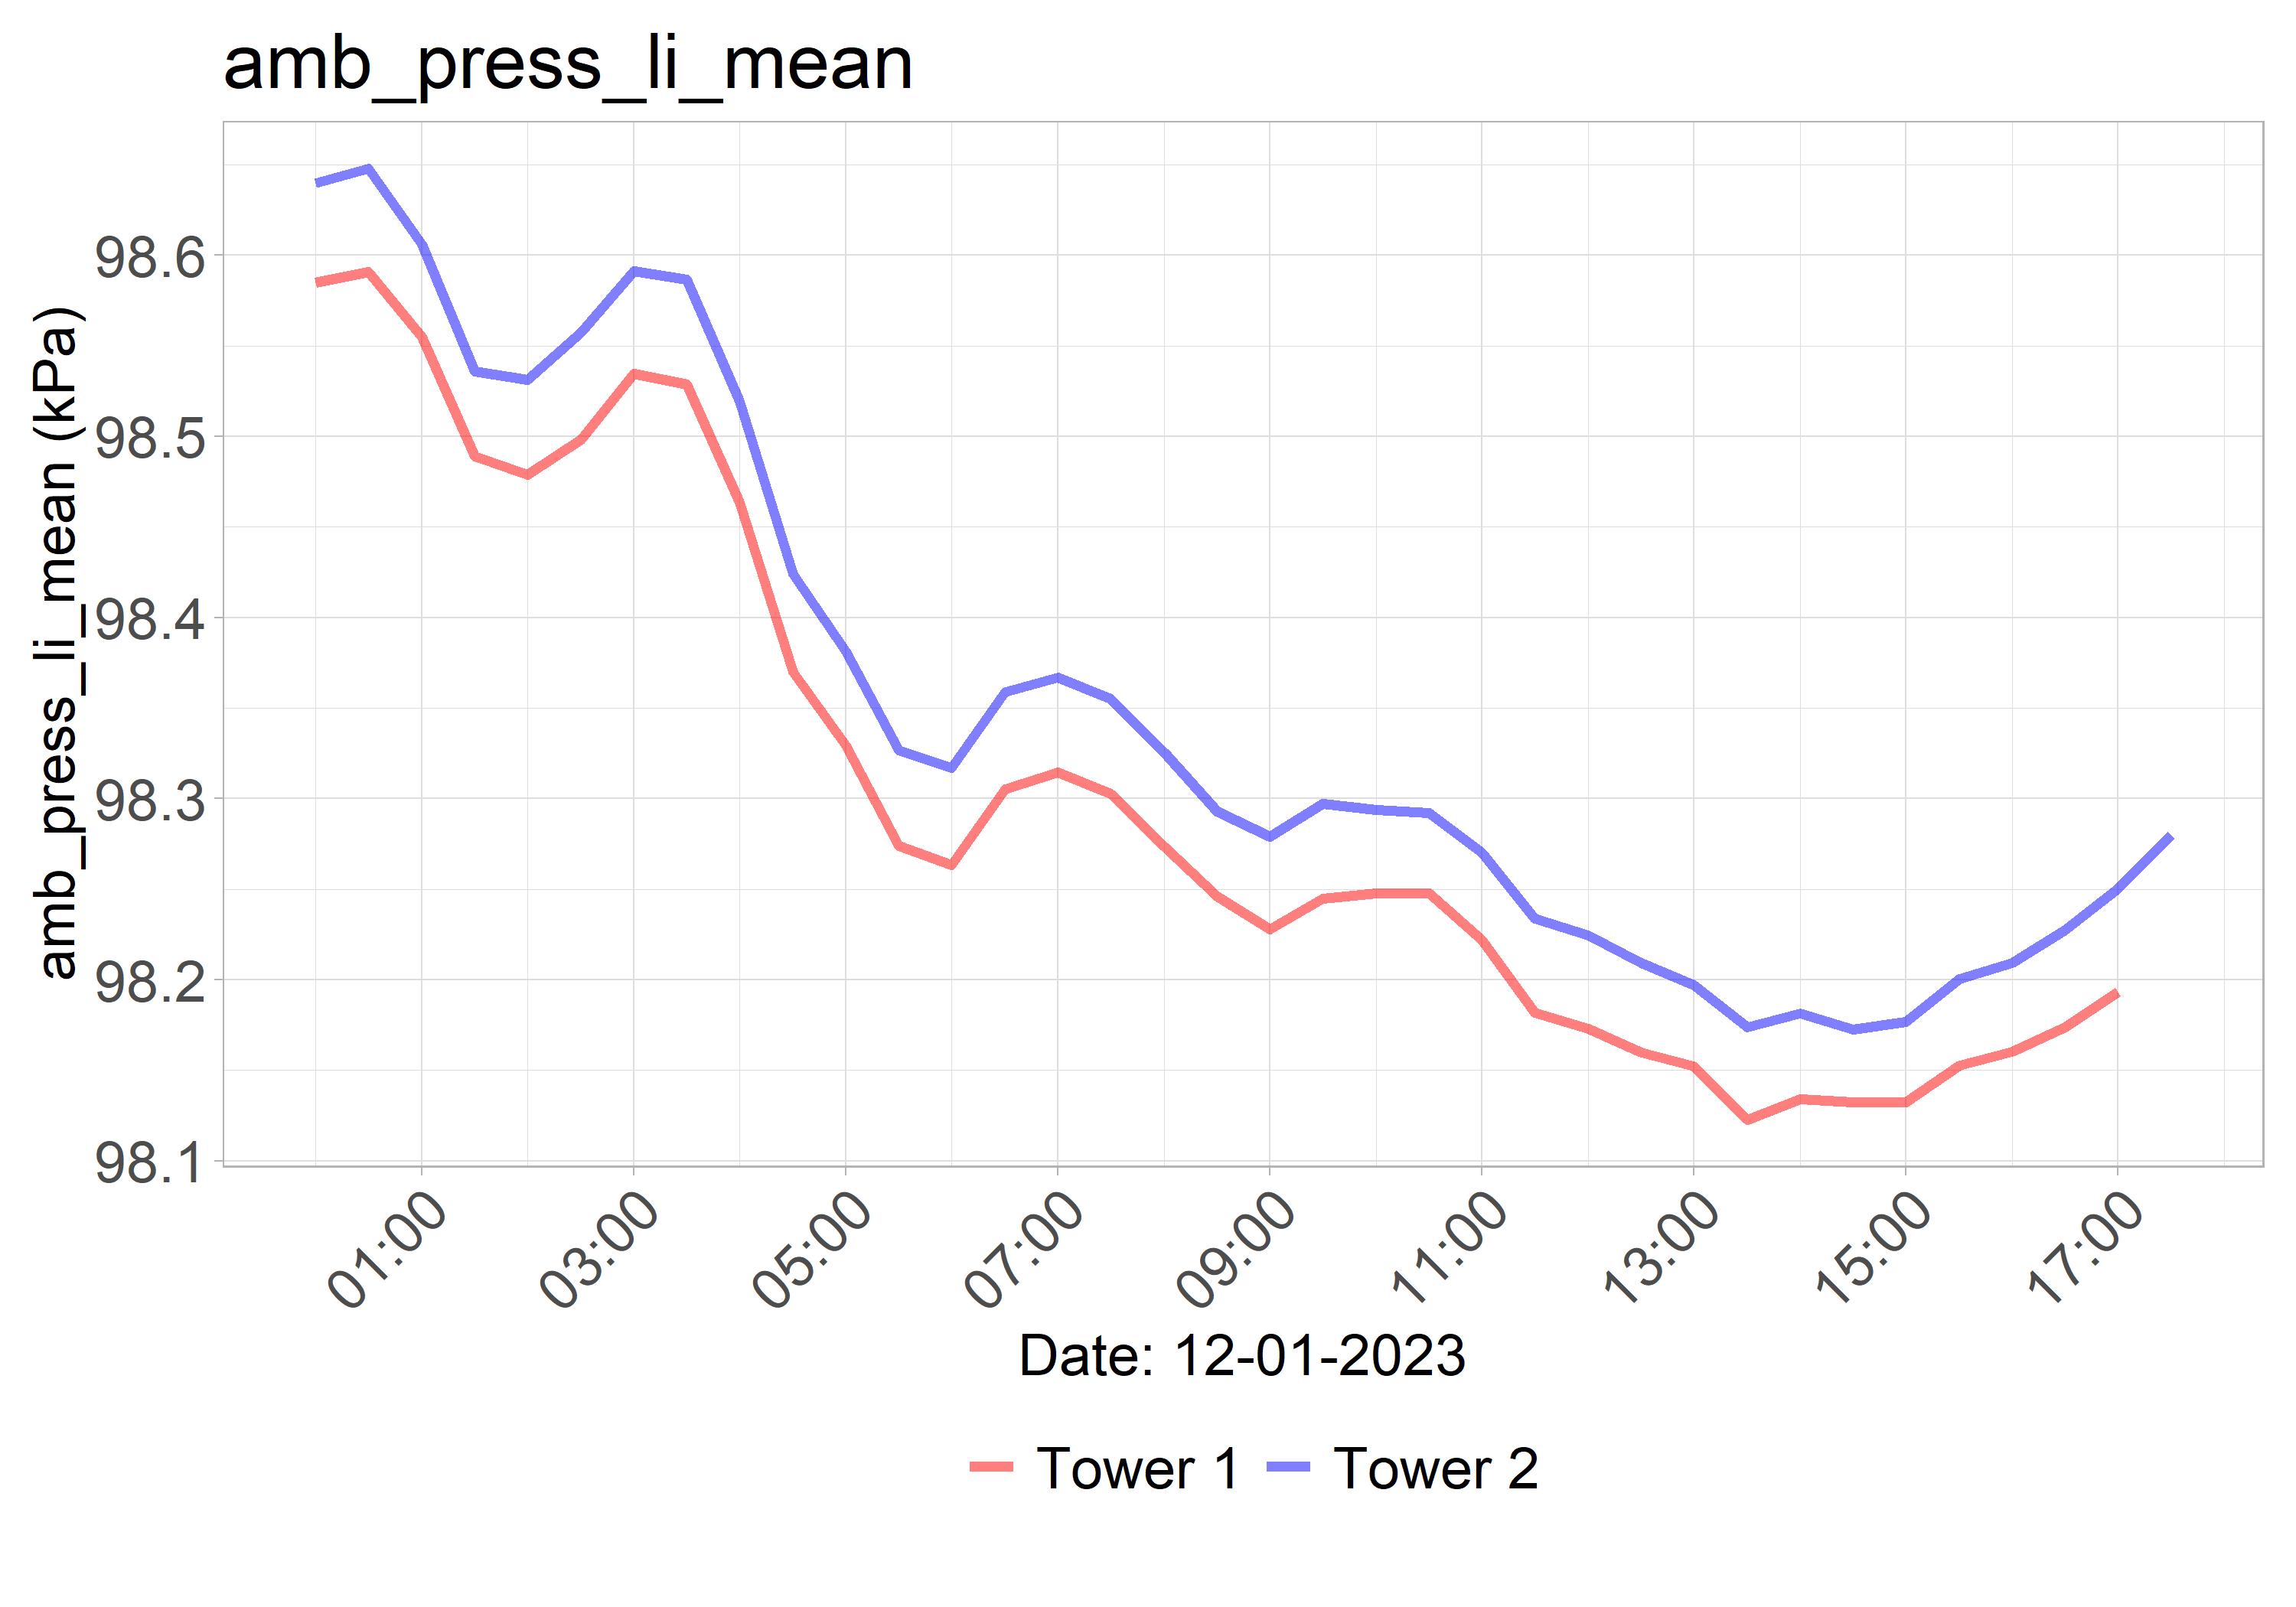 amb_press_li_mean
amb_press_li_mean (kPa)
98.6
98.5
98.4
98.3
98.2
98.1
01:00 03:00 05:00 07:00 09:00 11:00 13:00 15:00 17:00
Date: 12-01-2023
Tower 1 Tower 2